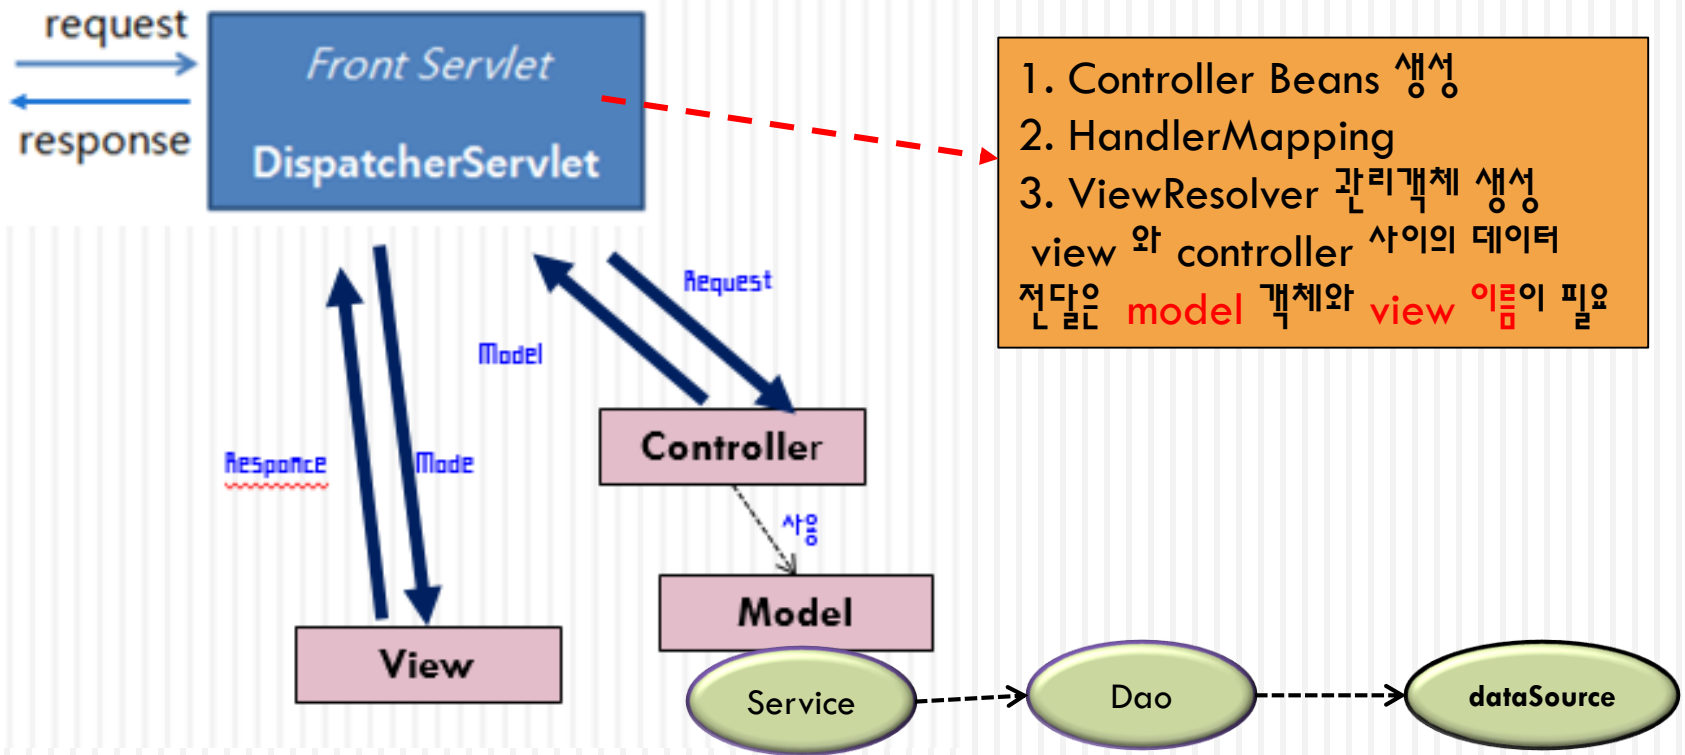 request
response
Front Servlet
DispatcherServlet
1. Controller Beans 생성
2. HandlerMapping
3. ViewResolver 관리객체 생성
view 와 controller 사이의 데이터
전달은 model 객체와 view 이름이 필요
Request
Model
Responce
Mode
Controller
사용
Model
View
Service
Dao
dataSource